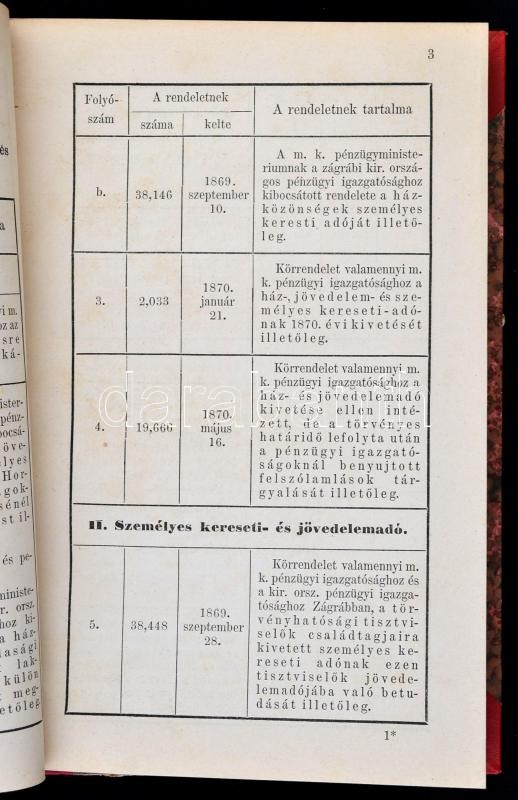 3
Folyó-
szám
A rendeletnek
száma
kelte
A rendeletnek tartalma
b.
38,146
1869.
szeptember
10.
A m. k. pénzügyministe-
riumnak a zágrábi kir. orszá-
gos pénzügyi igazgatósághoz
kibocsátott rendelete a ház-
közönségek személyes
keresti adóját illető-
leg.
3.
2,033
1870.
január
21.
Körrendelet valamennyi m.
k. pénzügyi igazgatósághoz a
ház-, jövedelem- és sze-
mélyes kereseti-adó-
nak 1870. évi kivetését
illetőleg.
4.
19,666
1870.
május
16.
Körrendelet valamennyi m.
k. pénzügyi igazgatósághoz a
ház- és jövedelemadó
kivetése ellen inté-
zett, de a törvényes
határidő lefolyta után
a pénzügyi igazgató-
ságoknál benyujtott
felszólamlások tár-
gyalását illetőleg.
II. Személyes kereseti- és jövedelemadó.
5.
38,448
1869.
szeptember
28.
Körrendelet valamennyi m.
k. pénzügyi igazgatósághoz és
a kir. orsz. pénzügyi igazga-
tósághoz Zágrábban, a tör-
vényhatósági tisztvi-
selők családtagjaira
kivetett személyes ke-
reseti adónak ezen
tisztviselők jövede-
lemadójába való betu-
dását illetőleg.
1*